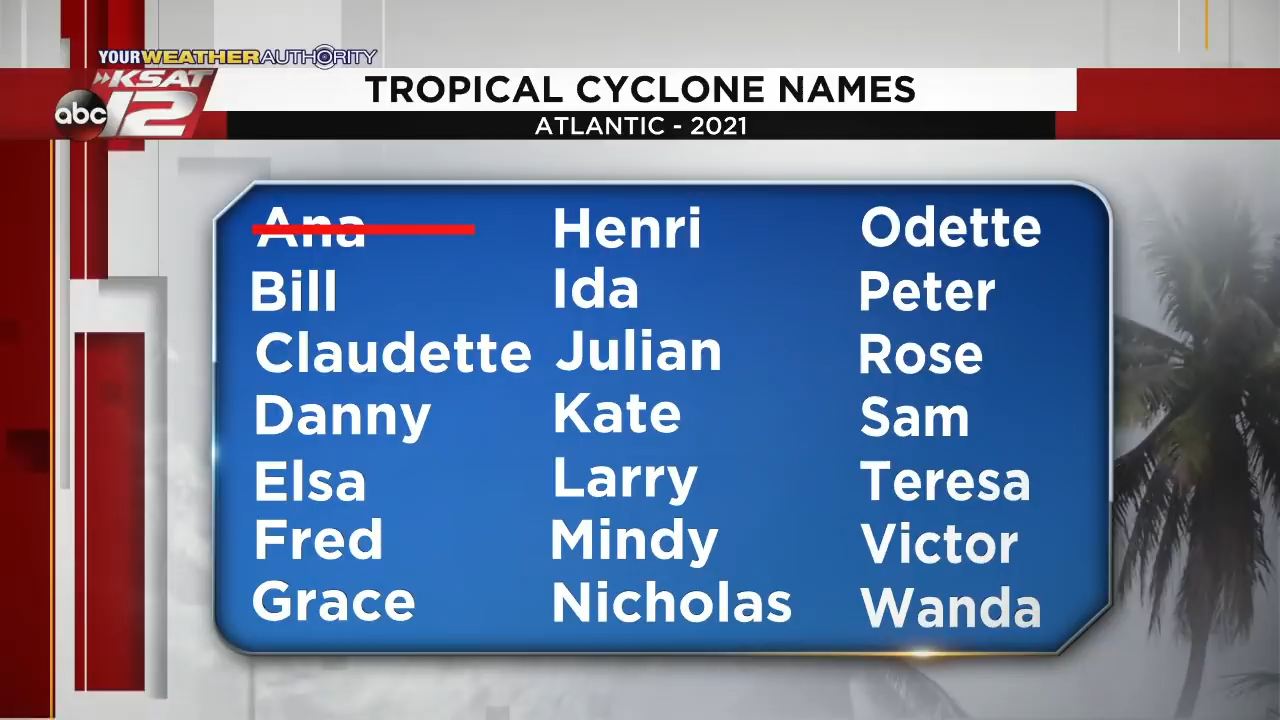 YOURWEATHERAUTHORITY
KSAT
abc 12
TROPICAL CYCLONE NAMES
ATLANTIC - 2021
Ana
Bill
Claudette
Danny
Elsa
Fred
Grace
Henri
Ida
Julian
Kate
Larry
Mindy
Nicholas
Odette
Peter
Rose
Sam
Teresa
Victor
Wanda